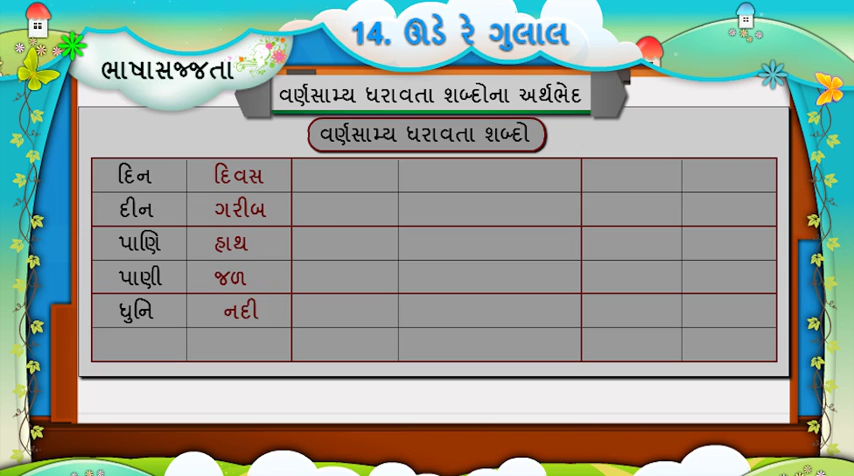 14. ઊડે રે ગુલાલ
ભાષાસજ્જતા
વર્ણસામ્ય ધરાવતા શબ્દોના અર્થભેદ
વર્ણસામ્ય ધરાવતા શબ્દો
દિન દિવસ
દીન ગરીબ
પાણિ હાથ
પાણી જળ
ધુનિ નદી